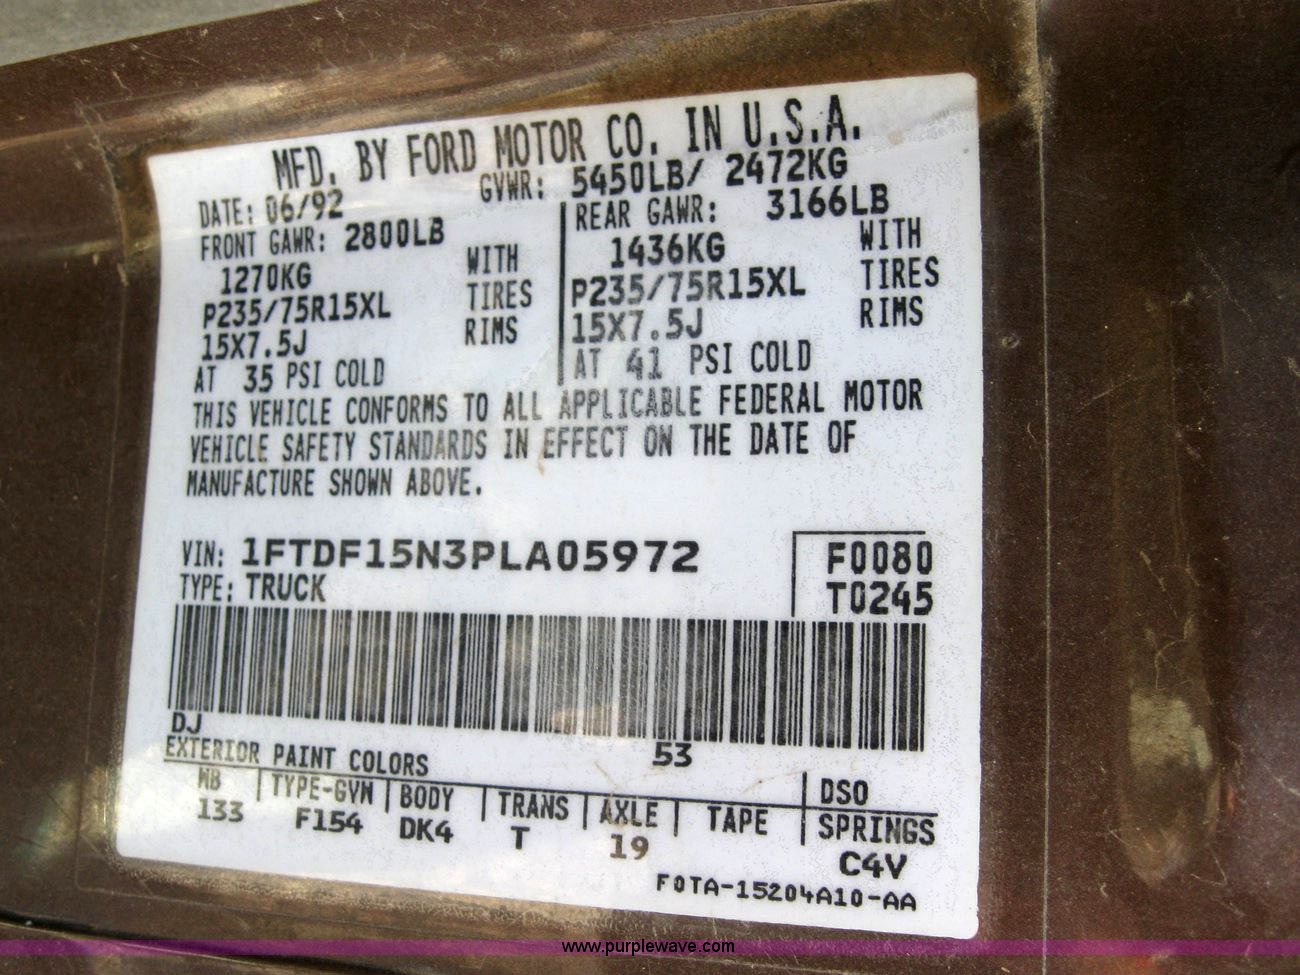 MFD. BY FORD MOTOR CO. IN U.S.A.
DATE: 06/92 GVWR: 5450LB/ 2472KG
FRONT GAWR: 2800LB REAR GAWR: 3166LB
1270KG WITH 1436KG WITH
P235/75R15XL TIRES P235/75R15XL TIRES
15X7.5J RIMS 15X7.5J RIMS
AT 35 PSI COLD AT 41 PSI COLD
THIS VEHICLE CONFORMS TO ALL APPLICABLE FEDERAL MOTOR
VEHICLE SAFETY STANDARDS IN EFFECT ON THE DATE OF
MANUFACTURE SHOWN ABOVE.
VIN: 1FTDF15N3PLA05972 F0080
TYPE: TRUCK T0245
DJ 53
EXTERIOR PAINT COLORS DSO
WB TYPE-GVW BODY TRANS AXLE TAPE SPRINGS
133 F154 DK4 T 19 C4V
F0TA-15204A10-AA
www.purplewave.com